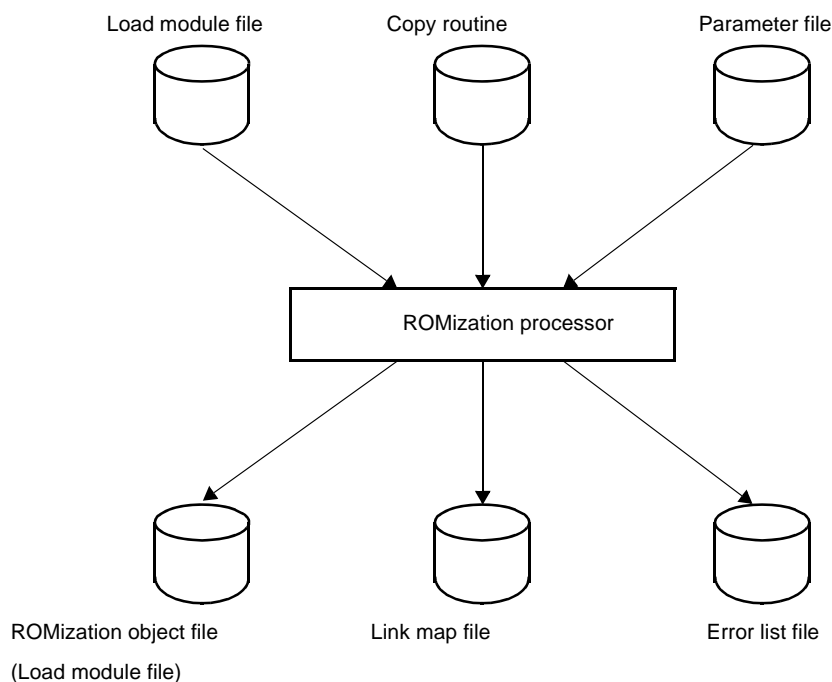 Load module file
Copy routine
Parameter file
ROMization processor
ROMization object file
(Load module file)
Link map file
Error list file